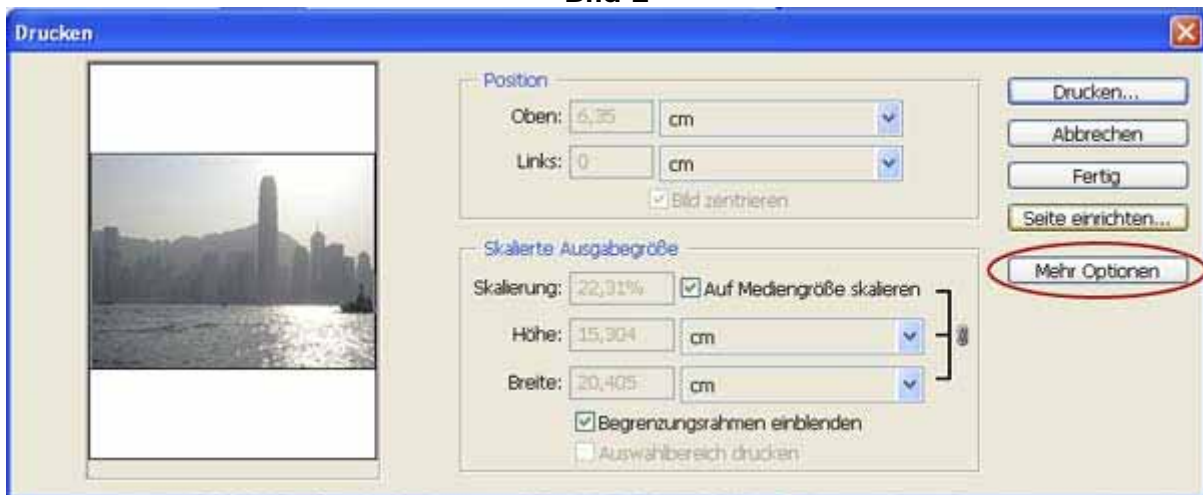 Drucken
Position
Oben: 6,35 cm
Links: 0 cm
Bild zentrieren
Skalierte Ausgabegröße
Skalierung: 22,31% Auf Mediengröße skalieren
Höhe: 15,304 cm
Breite: 20,405 cm
Begrenzungsrahmen einblenden
Auswahlbereich drucken
Drucken...
Abbrechen
Fertig
Seite einrichten...
Mehr Optionen